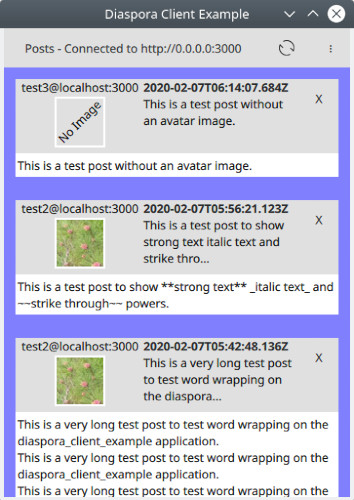 Diaspora Client Example
Posts - Connected to http://0.0.0.0:3000
test3@localhost:3000 2020-02-07T06:14:07.684Z
This is a test post without
an avatar image.
X
No Image
This is a test post without an avatar image.
test2@localhost:3000 2020-02-07T05:56:21.123Z
This is a test post to show
strong text italic text and
strike thro...
X
This is a test post to show **strong text** _italic text_ and
~~strike through~~ powers.
test2@localhost:3000 2020-02-07T05:42:48.136Z
This is a very long test post
to test word wrapping on
the diaspora...
X
This is a very long test post to test word wrapping on the
diaspora_client_example application.
This is a very long test post to test word wrapping on the
diaspora_client_example application.
This is a very long test post to test word wrapping on the